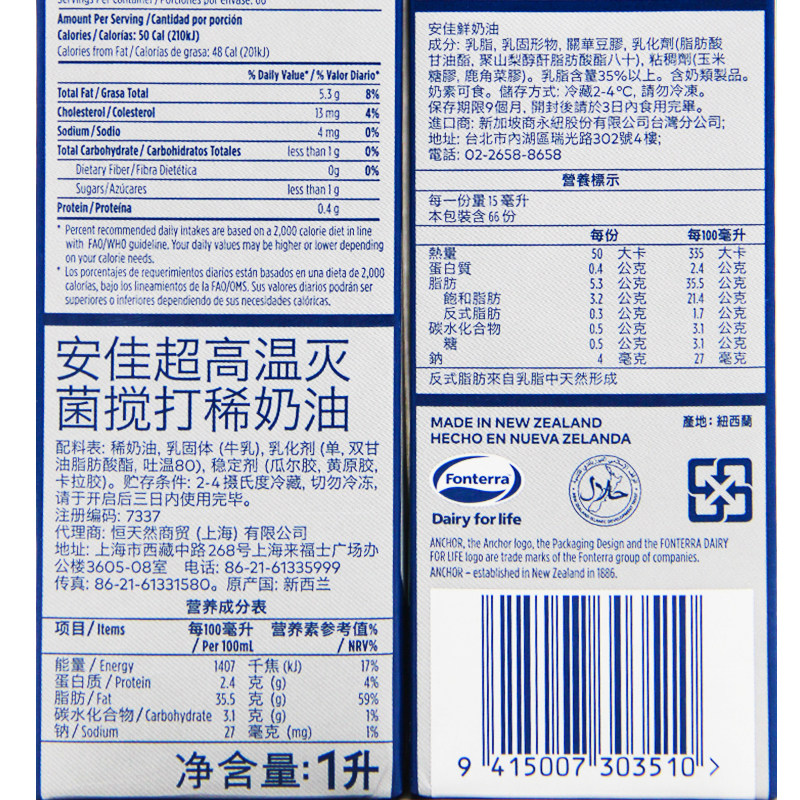 Servings Per Container / Porciones por envase: 66
Amount Per Serving / Cantidad por porción
Calories / Calorías: 50 Cal (210kJ)
Calories from Fat / Calorías de grasa: 48 Cal (201kJ)
% Daily Value* / % Valor Diario*
Total Fat / Grasa Total 5.3 g 8%
Cholesterol / Colesterol 13 mg 4%
Sodium / Sodio 4 mg 0%
Total Carbohydrate / Carbohidratos Totales less than 1 g 0%
Dietary Fiber / Fibra Dietética 0g 0%
Sugars / Azúcares less than 1 g
Protein / Proteína 0.4 g
* Percent recommended daily intakes are based on a 2,000 calorie diet in line
with FAO/WHO guideline. Your daily values may be higher or lower depending
on your calorie needs.
* Los porcentajes de requerimientos diarios están basados en una dieta de 2,000
calorías, bajo los lineamientos de la FAO/OMS. Sus valores diarios podrán ser
superiores o inferiores dependiendo de sus necesidades calóricas.
安佳超高温灭
菌搅打稀奶油
配料表: 稀奶油, 乳固体 (牛乳), 乳化剂 (单, 双甘
油脂肪酸酯, 吐温80), 稳定剂 (瓜尔胶, 黄原胶,
卡拉胶)。贮存条件: 2-4摄氏度冷藏, 切勿冷冻,
请于开启后三日内使用完毕。
注册编码: 7337
代理商: 恒天然商贸 (上海) 有限公司
地址: 上海市西藏中路268号上海来福士广场办
公楼3605-08室 电话: 86-21-61335999
传真: 86-21-61331580。原产国: 新西兰
营养成分表
项目 / Items 每100毫升 / Per 100mL 营养素参考值% / NRV%
能量 / Energy 1407 千焦 (kJ) 17%
蛋白质 / Protein 2.4 克 (g) 4%
脂肪 / Fat 35.5 克 (g) 59%
碳水化合物 / Carbohydrate 3.1 克 (g) 1%
钠 / Sodium 27 毫克 (mg) 1%
净含量:1升
安佳鮮奶油
成分: 乳脂, 乳固形物, 關華豆膠, 乳化劑(脂肪酸
甘油酯, 聚山梨醇酐脂肪酸酯八十), 粘稠劑(玉米
糖膠, 鹿角菜膠)。乳脂含量35%以上。含奶類製品。
奶素可食。儲存方式: 冷藏2-4°C, 請勿冷凍。
保存期限9個月, 開封後請於3日內食用完畢。
進口商: 新加坡商永紐股份有限公司台灣分公司;
地址: 台北市內湖區瑞光路302號4樓;
電話: 02-2658-8658
營養標示
每一份量 15 毫升
本包裝含 66 份
每份 每100毫升
熱量 50 大卡 335 大卡
蛋白質 0.4 公克 2.4 公克
脂肪 5.3 公克 35.5 公克
飽和脂肪 3.2 公克 21.4 公克
反式脂肪 0.3 公克 1.7 公克
碳水化合物 0.5 公克 3.1 公克
糖 0.5 公克 3.1 公克
鈉 4 毫克 27 毫克
反式脂肪來自乳脂中天然形成
MADE IN NEW ZEALAND
HECHO EN NUEVA ZELANDA
產地: 紐西蘭
Fonterra
Dairy for life
حلال
ANCHOR, the Anchor logo, the Packaging Design and the FONTERRA DAIRY
FOR LIFE logo are trade marks of the Fonterra group of companies.
ANCHOR – established in New Zealand in 1886.
9 415007 303510 >